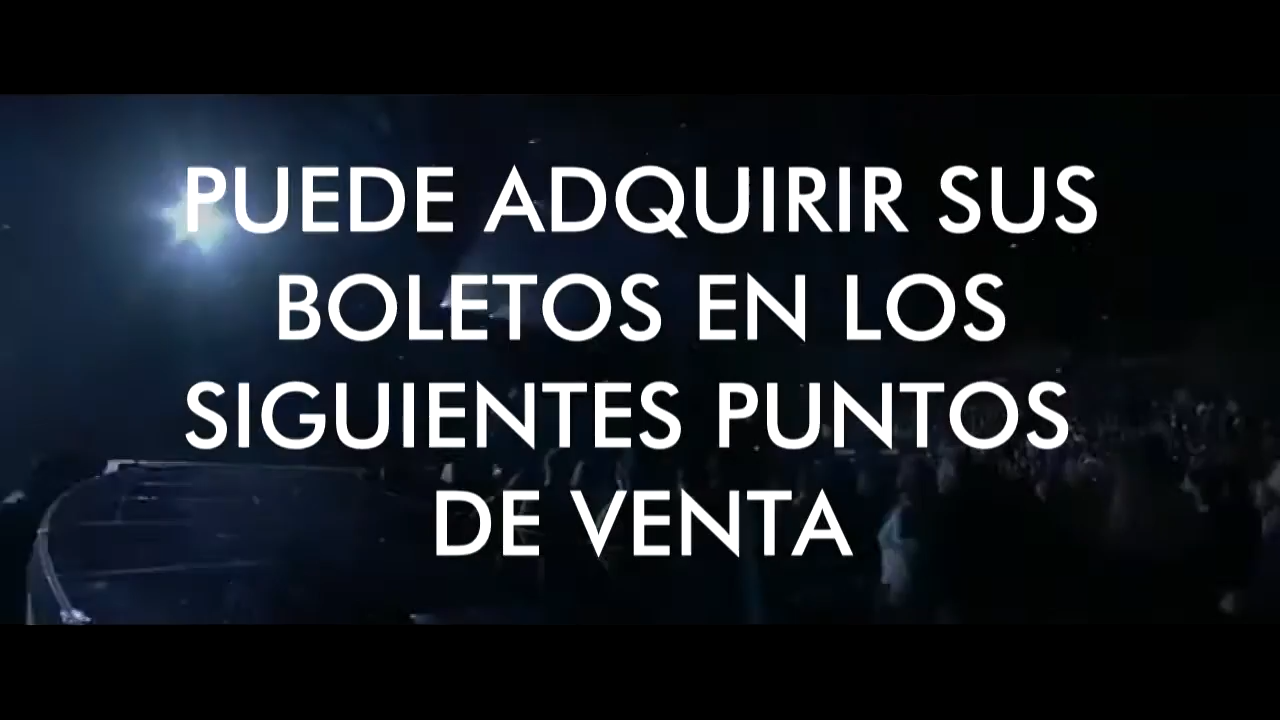 PUEDE ADQUIRIR SUS
BOLETOS EN LOS
SIGUIENTES PUNTOS
DE VENTA